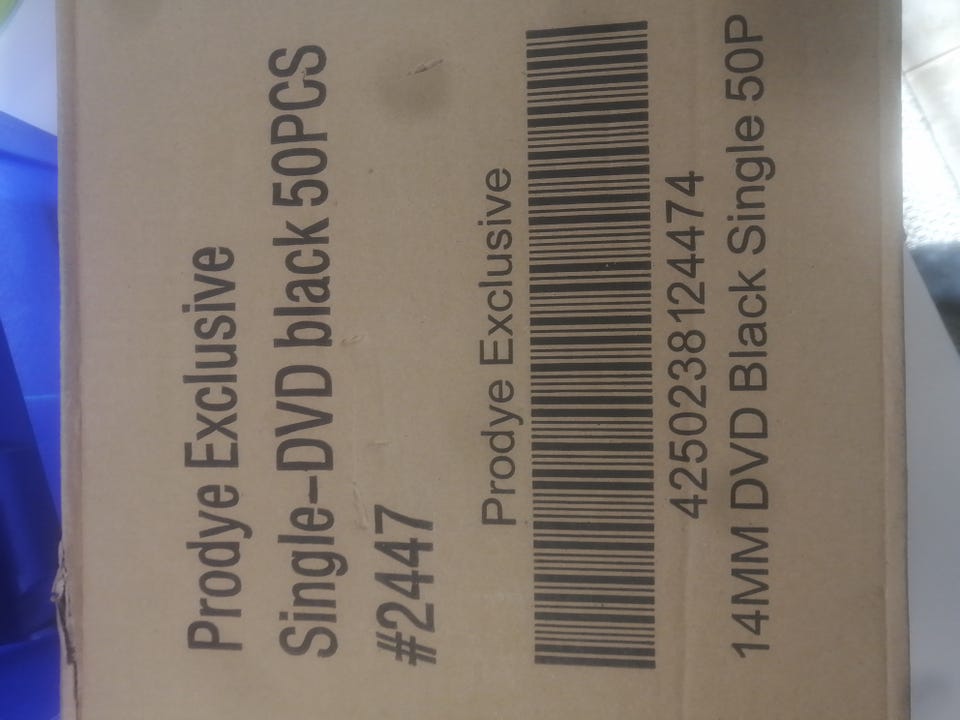 Prodye Exclusive
Single-DVD black 50PCS
#2447
Prodye Exclusive
4250238124474
14MM DVD Black Single 50P